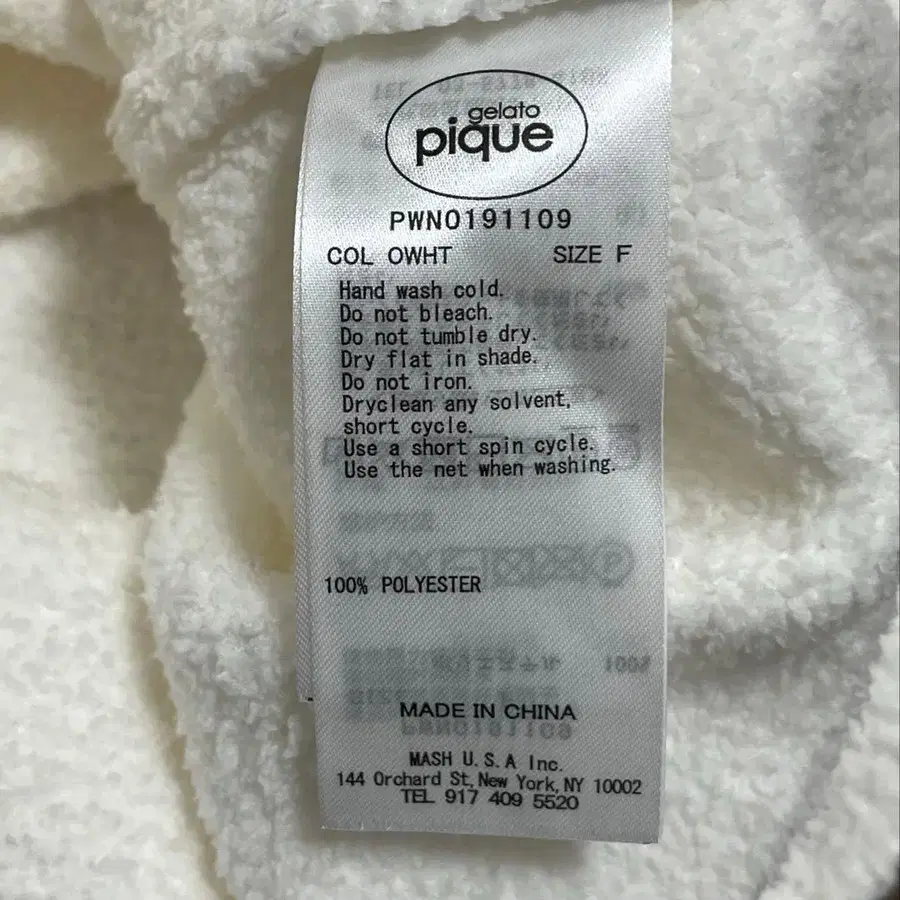 gelato
pique
PWN0191109
COL OWHT SIZE F
Hand wash cold.
Do not bleach.
Do not tumble dry.
Dry flat in shade.
Do not iron.
Dryclean any solvent,
short cycle.
Use a short spin cycle.
Use the net when washing.
100% POLYESTER
MADE IN CHINA
MASH U.S.A Inc.
144 Orchard St,New York,NY 10002
TEL 917 409 5520